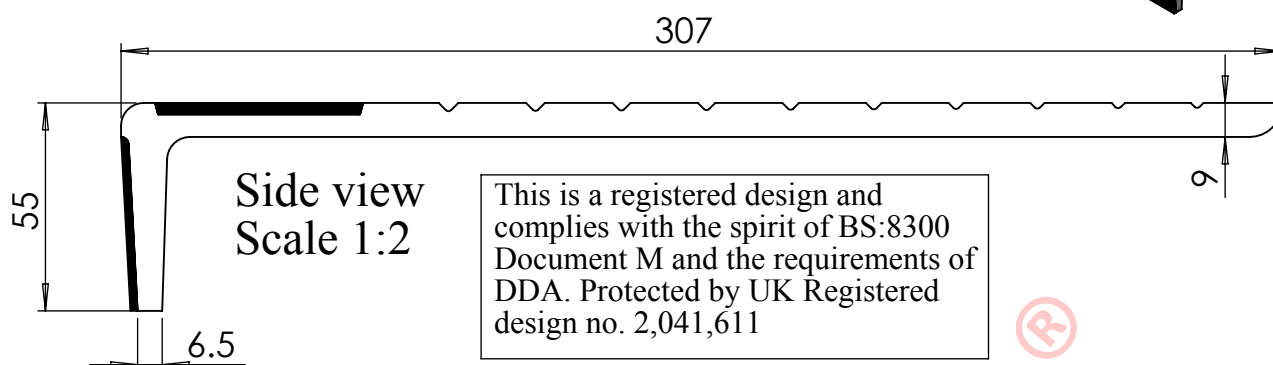 307
55
9
Side view
Scale 1:2
This is a registered design and
complies with the spirit of BS:8300
Document M and the requirements of
DDA. Protected by UK Registered
design no. 2,041,611
6.5
®